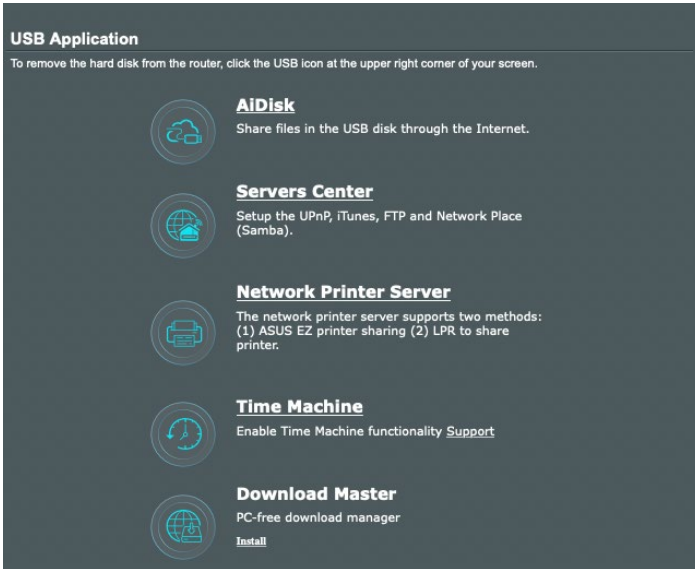 USB Application
To remove the hard disk from the router, click the USB icon at the upper right corner of your screen.
AiDisk
Share files in the USB disk through the Internet.
Servers Center
Setup the UPnP, iTunes, FTP and Network Place
(Samba).
Network Printer Server
The network printer server supports two methods:
(1) ASUS EZ printer sharing (2) LPR to share
printer.
Time Machine
Enable Time Machine functionality Support
Download Master
PC-free download manager
Install